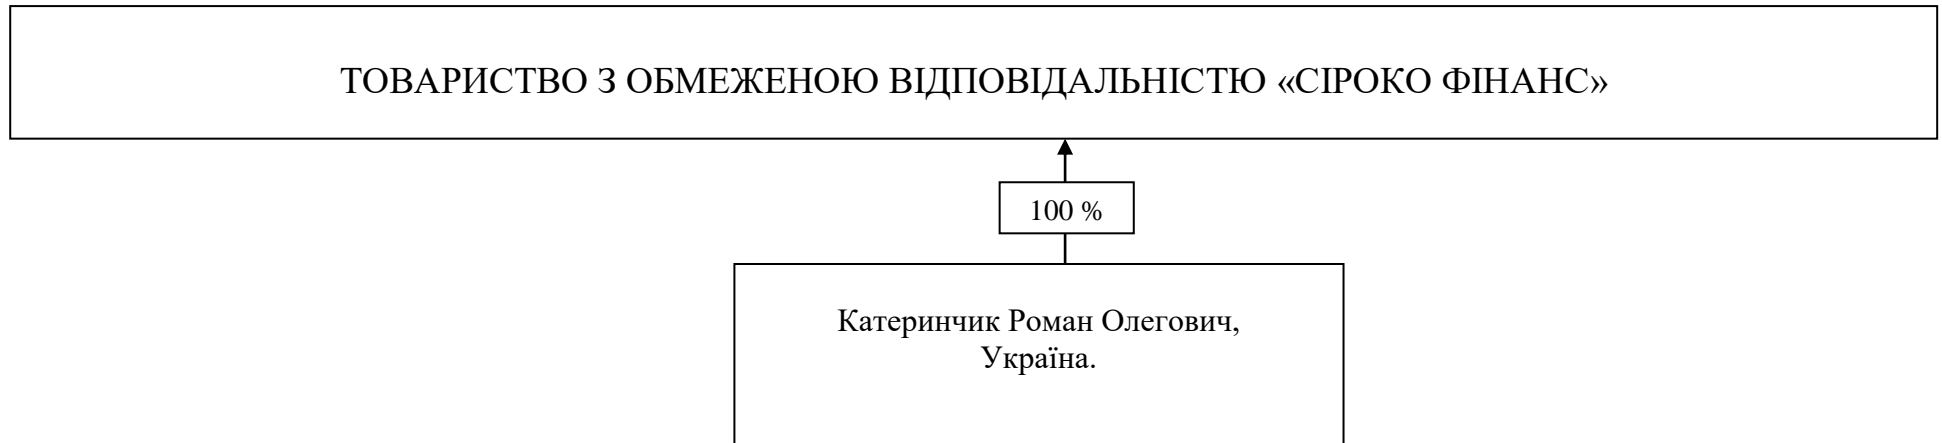 ТОВАРИСТВО З ОБМЕЖЕНОЮ ВІДПОВІДАЛЬНІСТЮ «СІРОКО ФІНАНС»
100 %
Катеринчик Роман Олегович,
Україна.